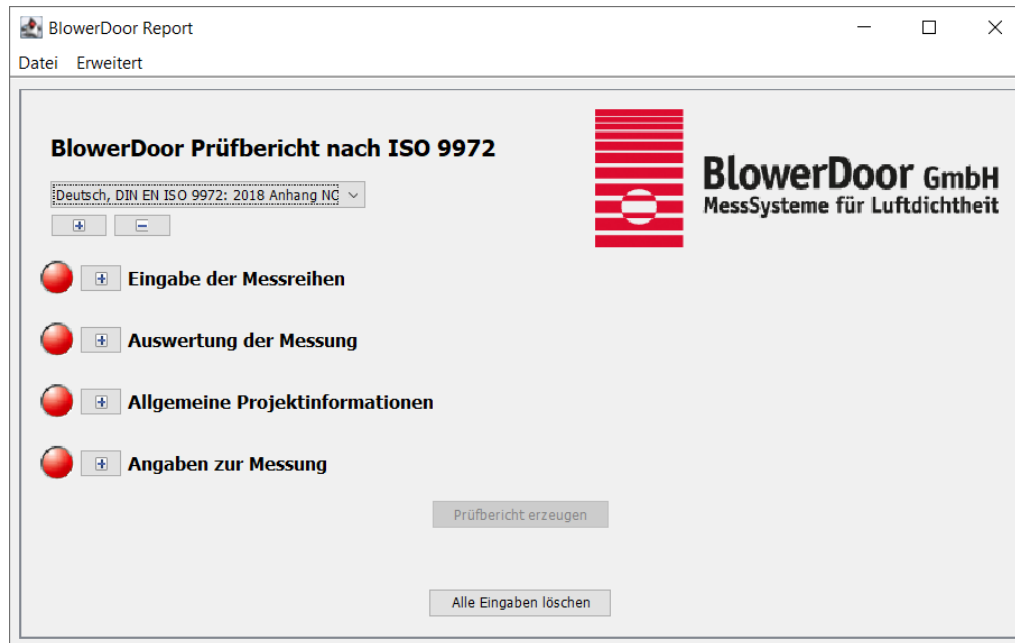 BlowerDoor Report
Datei Erweitert
BlowerDoor Prüfbericht nach ISO 9972
BlowerDoor GmbH
MessSysteme für Luftdichtheit
Deutsch, DIN EN ISO 9972: 2018 Anhang NC
Eingabe der Messreihen
Auswertung der Messung
Allgemeine Projektinformationen
Angaben zur Messung
Prüfbericht erzeugen
Alle Eingaben löschen